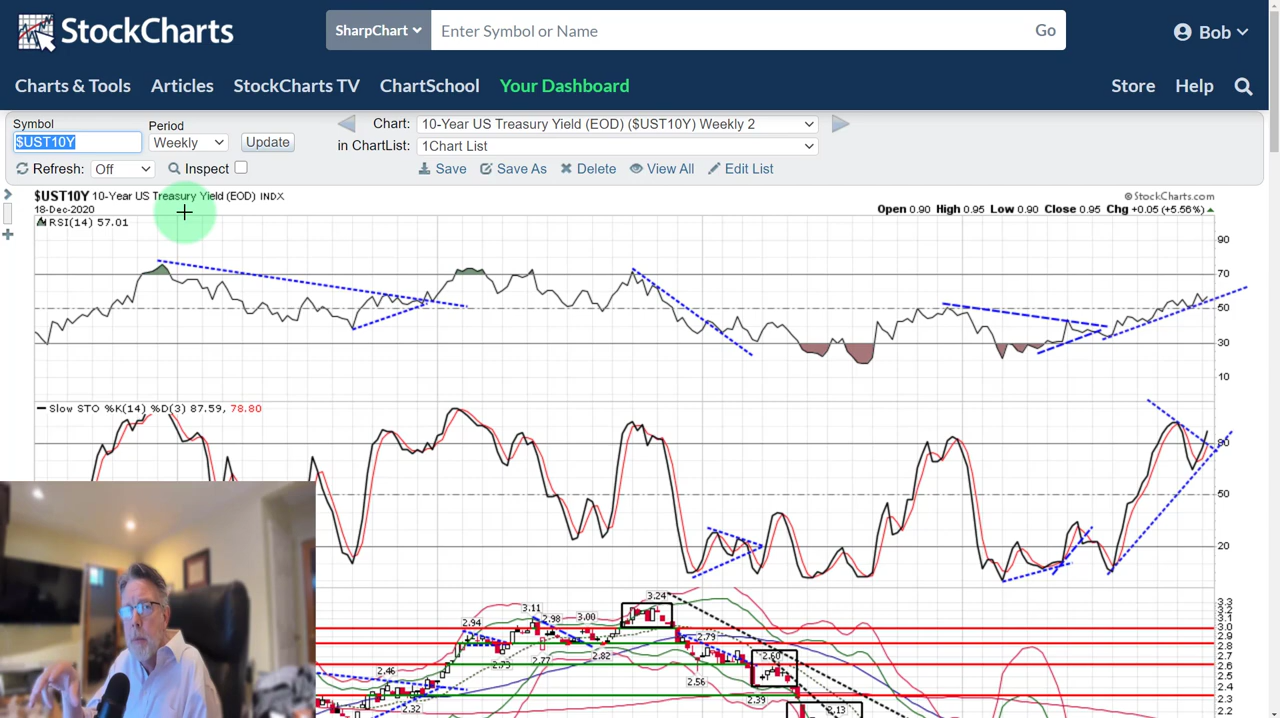 StockCharts
SharpChart
Enter Symbol or Name
Go
Bob
Charts & Tools
Articles
StockCharts TV
ChartSchool
Your Dashboard
Store
Help
Symbol
$UST10Y
Period
Weekly
Update
Chart:
10-Year US Treasury Yield (EOD) ($UST10Y) Weekly 2
in ChartList:
1Chart List
Refresh:
Off
Inspect
Save
Save As
Delete
View All
Edit List
$UST10Y 10-Year US Treasury Yield (EOD) INDX
© StockCharts.com
18-Dec-2020
Open 0.90 High 0.95 Low 0.90 Close 0.95 Chg +0.05 (+5.56%)
RSI(14) 57.01
90
70
50
30
10
Slow STO %K(14) %D(3) 87.59, 78.80
80
50
20
3.24
3.11
2.94
2.98
3.00
2.79
2.82
2.77
2.73
2.60
2.56
2.46
2.39
2.32
2.13
3.3
3.2
3.1
3.0
2.9
2.8
2.7
2.6
2.5
2.4
2.3
2.2